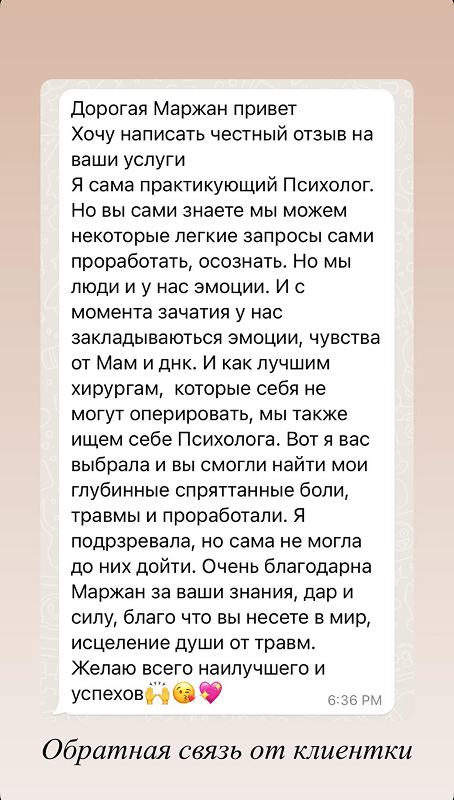 Дорогая Маржан привет
Хочу написать честный отзыв на
ваши услуги
Я сама практикующий Психолог.
Но вы сами знаете мы можем
некоторые легкие запросы сами
проработать, осознать. Но мы
люди и у нас эмоции. И с
момента зачатия у нас
закладываються эмоции, чувства
от Мам и днк. И как лучшим
хирургам,  которые себя не
могут оперировать, мы также
ищем себе Психолога. Вот я вас
выбрала и вы смогли найти мои
глубинные спряттанные боли,
травмы и проработали. Я
подрзревала, но сама не могла
до них дойти. Очень благодарна
Маржан за ваши знания, дар и
силу, благо что вы несете в мир,
исцеление души от травм.
Желаю всего наилучшего и
успехов🙌😘💖
6:36 PM
Обратная связь от клиентки